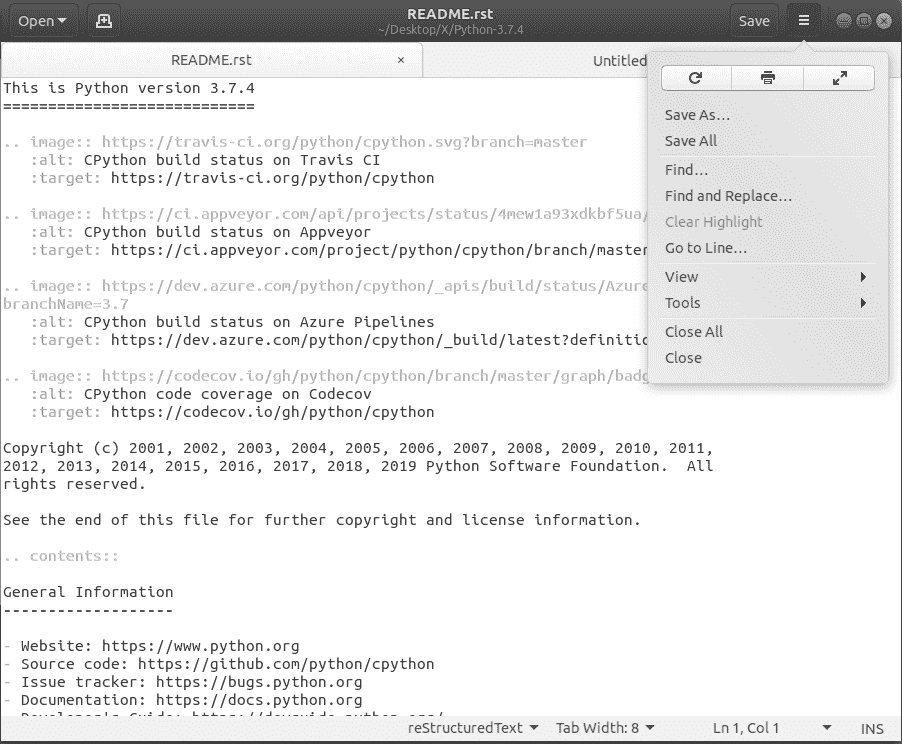 Open
README.rst
~/Desktop/X/Python-3.7.4
Save
README.rst ×
Untitled
This is Python version 3.7.4
============================
.. image:: https://travis-ci.org/python/cpython.svg?branch=master
:alt: CPython build status on Travis CI
:target: https://travis-ci.org/python/cpython
.. image:: https://ci.appveyor.com/api/projects/status/4mew1a93xdkbf5ua/
:alt: CPython build status on Appveyor
:target: https://ci.appveyor.com/project/python/cpython/branch/master
.. image:: https://dev.azure.com/python/cpython/_apis/build/status/Azure
branchName=3.7
:alt: CPython build status on Azure Pipelines
:target: https://dev.azure.com/python/cpython/_build/latest?definitio
.. image:: https://codecov.io/gh/python/cpython/branch/master/graph/badg
:alt: CPython code coverage on Codecov
:target: https://codecov.io/gh/python/cpython
Copyright (c) 2001, 2002, 2003, 2004, 2005, 2006, 2007, 2008, 2009, 2010, 2011,
2012, 2013, 2014, 2015, 2016, 2017, 2018, 2019 Python Software Foundation.  All
rights reserved.
See the end of this file for further copyright and license information.
.. contents::
General Information
-------------------
- Website: https://www.python.org
- Source code: https://github.com/python/cpython
- Issue tracker: https://bugs.python.org
- Documentation: https://docs.python.org
- Developer's Guide: https://devguide.python.org/
Save As…
Save All
Find…
Find and Replace…
Clear Highlight
Go to Line…
View
Tools
Close All
Close
reStructuredText
Tab Width: 8
Ln 1, Col 1
INS